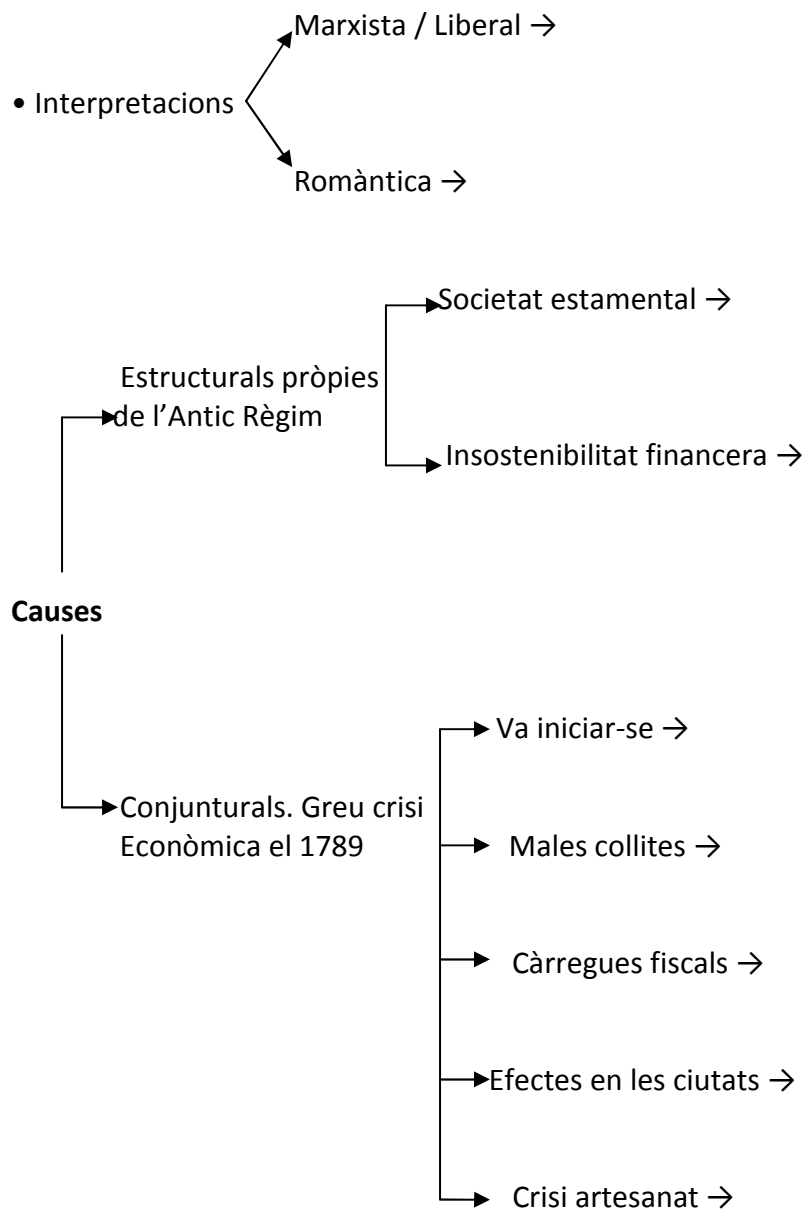 Marxista / Liberal →
• Interpretacions
Romàntica →
Societat estamental →
Estructurals pròpies
de l’Antic Règim
Insostenibilitat financera →
Causes
Va iniciar-se →
Conjunturals. Greu crisi
Econòmica el 1789
Males collites →
Càrregues fiscals →
Efectes en les ciutats →
Crisi artesanat →